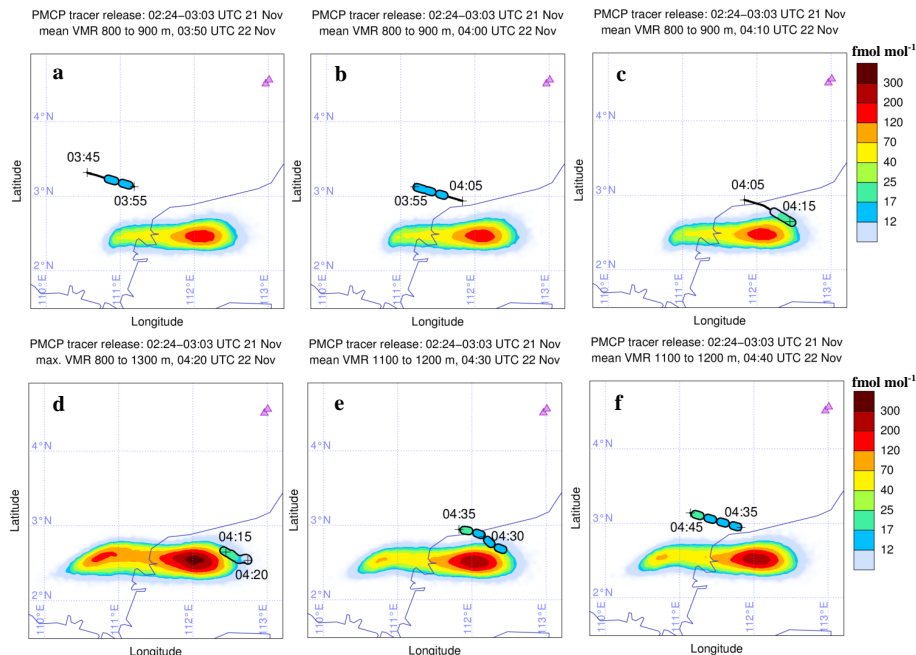 PMCP tracer release: 02:24–03:03 UTC 21 Nov
mean VMR 800 to 900 m, 03:50 UTC 22 Nov
a
4°N
3°N
2°N
110°E
111°E
112°E
113°E
03:45
03:55
Latitude
Longitude
PMCP tracer release: 02:24–03:03 UTC 21 Nov
mean VMR 800 to 900 m, 04:00 UTC 22 Nov
b
4°N
3°N
2°N
110°E
111°E
112°E
113°E
03:55
04:05
Latitude
Longitude
PMCP tracer release: 02:24–03:03 UTC 21 Nov
mean VMR 800 to 900 m, 04:10 UTC 22 Nov
c
4°N
3°N
2°N
110°E
111°E
112°E
113°E
04:05
04:15
Latitude
Longitude
fmol mol⁻¹
300
200
120
70
40
25
17
12
PMCP tracer release: 02:24–03:03 UTC 21 Nov
max. VMR 800 to 1300 m, 04:20 UTC 22 Nov
d
4°N
3°N
2°N
110°E
111°E
112°E
113°E
04:15
04:20
Latitude
Longitude
PMCP tracer release: 02:24–03:03 UTC 21 Nov
mean VMR 1100 to 1200 m, 04:30 UTC 22 Nov
e
4°N
3°N
2°N
110°E
111°E
112°E
113°E
04:35
04:30
Latitude
Longitude
PMCP tracer release: 02:24–03:03 UTC 21 Nov
mean VMR 1100 to 1200 m, 04:40 UTC 22 Nov
f
4°N
3°N
2°N
110°E
111°E
112°E
113°E
04:35
04:45
Latitude
Longitude
fmol mol⁻¹
300
200
120
70
40
25
17
12